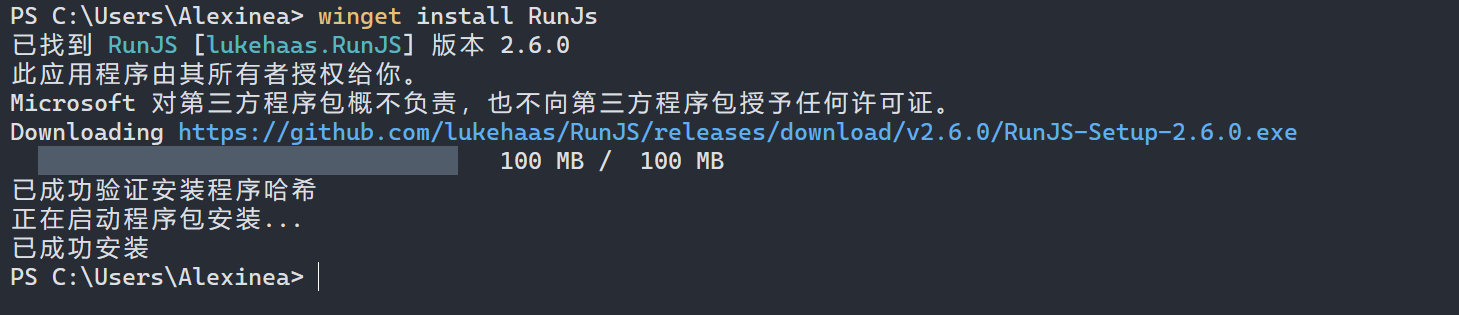 PS C:\Users\Alexinea> winget install RunJs
已找到 RunJS [lukehaas.RunJS] 版本 2.6.0
此应用程序由其所有者授权给你。
Microsoft 对第三方程序包概不负责，也不向第三方程序包授予任何许可证。
Downloading https://github.com/lukehaas/RunJS/releases/download/v2.6.0/RunJS-Setup-2.6.0.exe
100 MB / 100 MB
已成功验证安装程序哈希
正在启动程序包安装...
已成功安装
PS C:\Users\Alexinea>